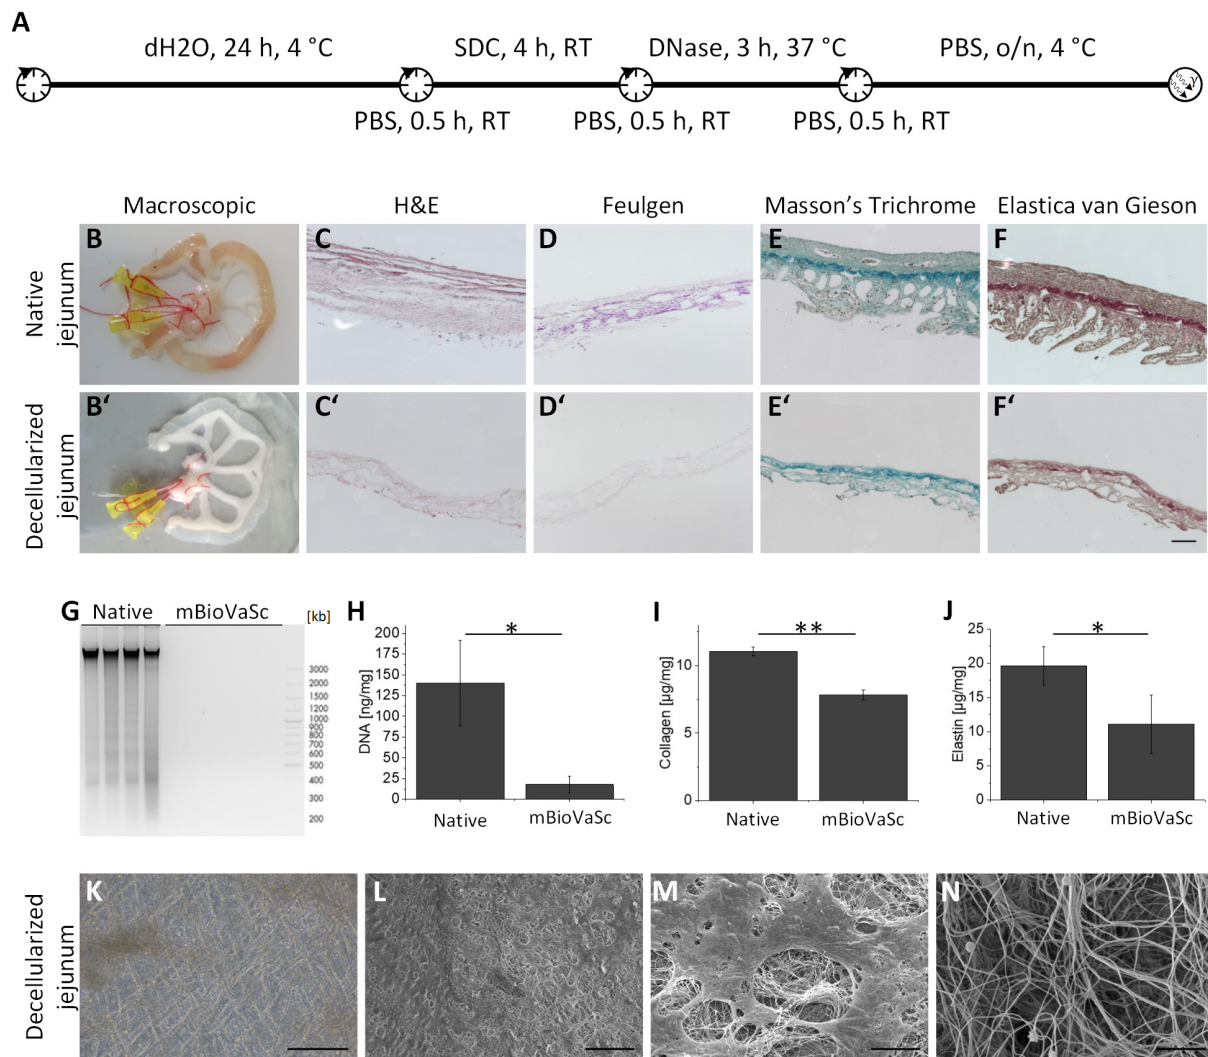 A
dH2O, 24 h, 4 °C
SDC, 4 h, RT
DNase, 3 h, 37 °C
PBS, o/n, 4 °C
γ
PBS, 0.5 h, RT
PBS, 0.5 h, RT
PBS, 0.5 h, RT
Macroscopic
H&E
Feulgen
Masson’s Trichrome
Elastica van Gieson
Native
jejunum
B
C
D
E
F
Decellularized
jejunum
B‘
C‘
D‘
E‘
F‘
G
Native
mBioVaSc
[kb]
3000
2000
1500
1200
1000
900
800
700
600
500
400
300
200
H
*
DNA [ng/mg]
200
175
150
125
100
75
50
25
0
Native
mBioVaSc
I
**
Collagen [µg/mg]
10
5
0
Native
mBioVaSc
J
*
Elastin [µg/mg]
25
20
15
10
5
0
Native
mBioVaSc
Decellularized
jejunum
K
L
M
N